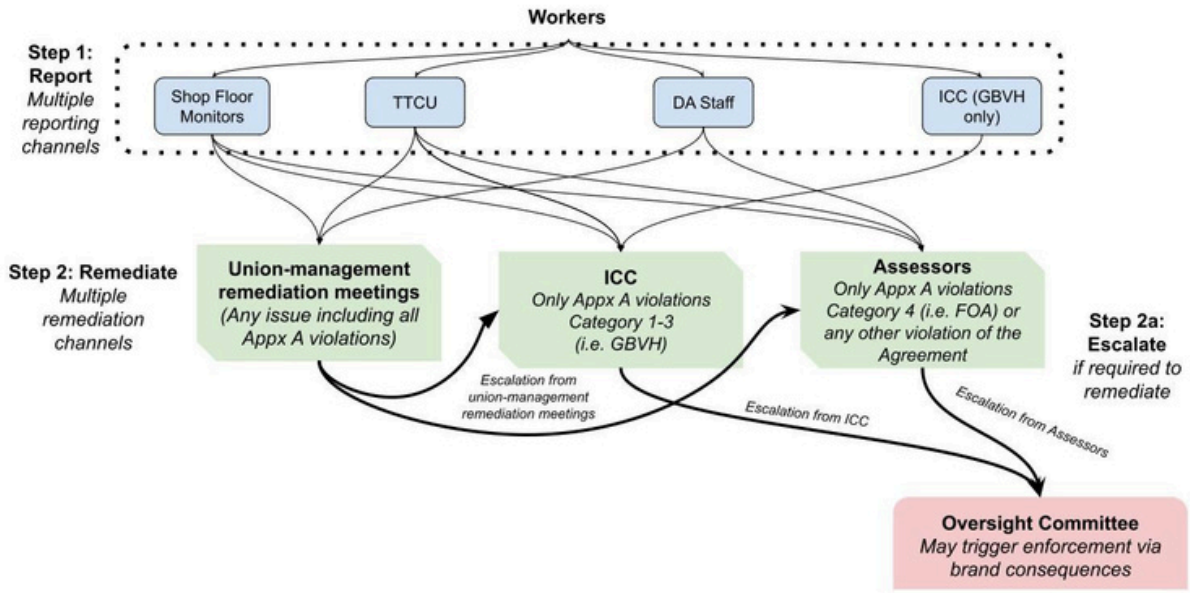 Workers
Step 1:
Report
Multiple
reporting
channels
Shop Floor
Monitors
TTCU
DA Staff
ICC (GBVH
only)
Step 2: Remediate
Multiple
remediation
channels
Union-management
remediation meetings
(Any issue including all
Appx A violations)
ICC
Only Appx A violations
Category 1-3
(i.e. GBVH)
Assessors
Only Appx A violations
Category 4 (i.e. FOA) or
any other violation of the
Agreement
Step 2a:
Escalate
if required to
remediate
Escalation from
union-management
remediation meetings
Escalation from ICC
Escalation from Assessors
Oversight Committee
May trigger enforcement via
brand consequences